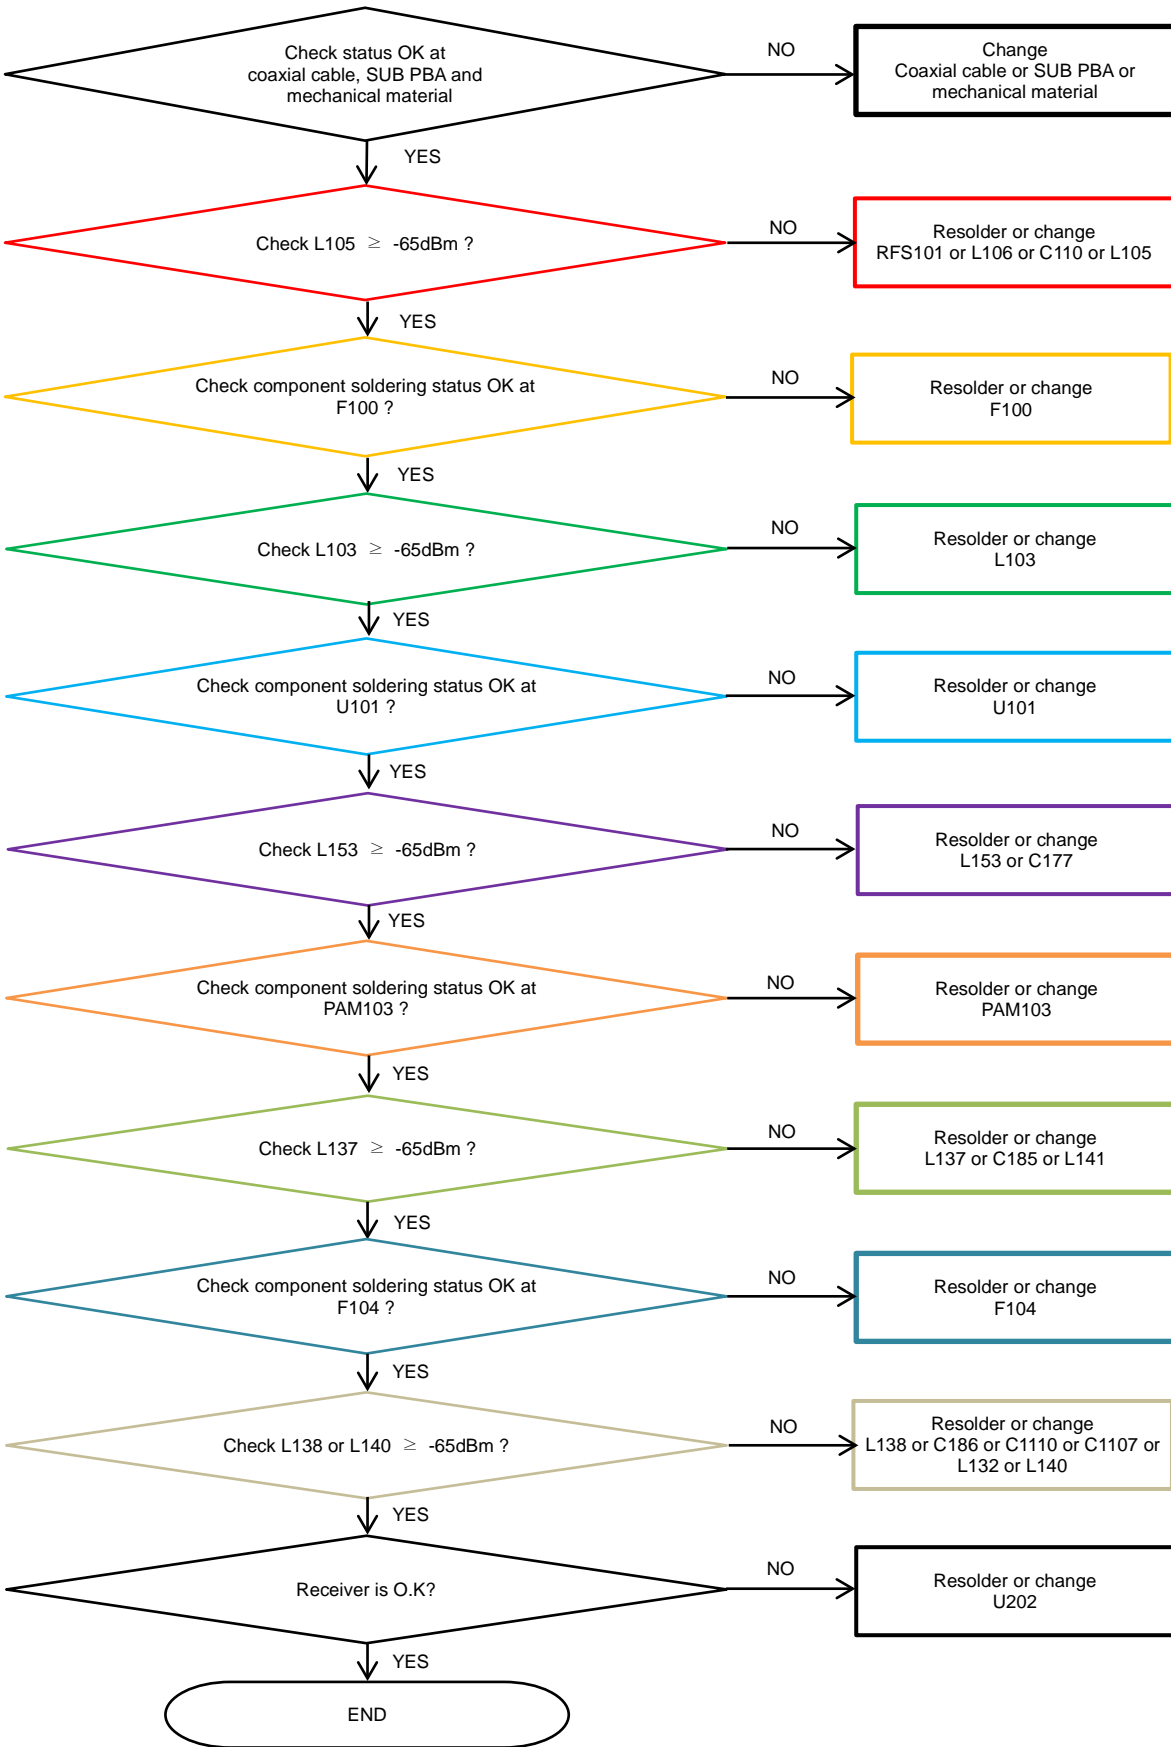 Check status OK at
coaxial cable, SUB PBA and
mechanical material
NO
Change
Coaxial cable or SUB PBA or
mechanical material
YES
Check L105 ≥ -65dBm ?
NO
Resolder or change
RFS101 or L106 or C110 or L105
YES
Check component soldering status OK at
F100 ?
NO
Resolder or change
F100
YES
Check L103 ≥ -65dBm ?
NO
Resolder or change
L103
YES
Check component soldering status OK at
U101 ?
NO
Resolder or change
U101
YES
Check L153 ≥ -65dBm ?
NO
Resolder or change
L153 or C177
YES
Check component soldering status OK at
PAM103 ?
NO
Resolder or change
PAM103
YES
Check L137 ≥ -65dBm ?
NO
Resolder or change
L137 or C185 or L141
YES
Check component soldering status OK at
F104 ?
NO
Resolder or change
F104
YES
Check L138 or L140 ≥ -65dBm ?
NO
Resolder or change
L138 or C186 or C1110 or C1107 or
L132 or L140
YES
Receiver is O.K?
NO
Resolder or change
U202
YES
END